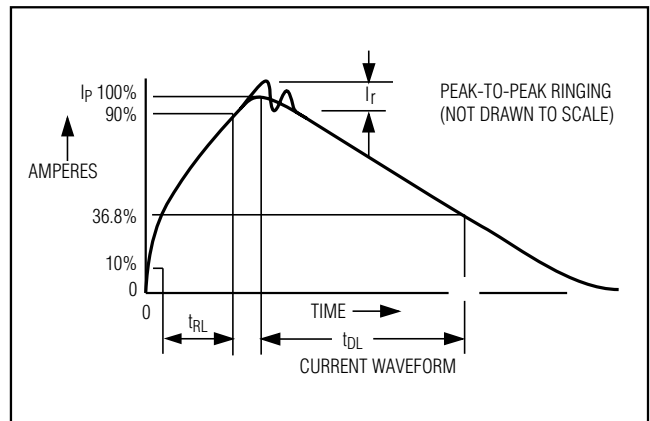 Ip 100%
90%
AMPERES
36.8%
10%
0
0
tRL
TIME
tDL
CURRENT WAVEFORM
Ir
PEAK-TO-PEAK RINGING
(NOT DRAWN TO SCALE)